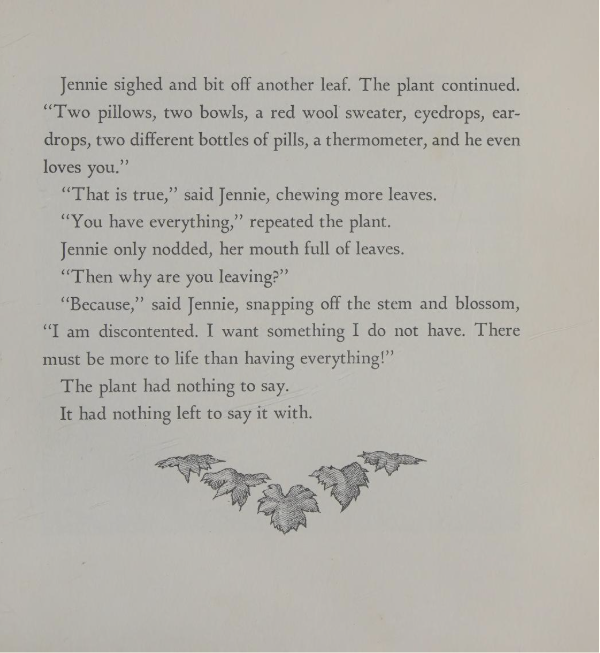 Jennie sighed and bit off another leaf. The plant continued.
“Two pillows, two bowls, a red wool sweater, eyedrops, ear-
drops, two different bottles of pills, a thermometer, and he even
loves you.”
“That is true,” said Jennie, chewing more leaves.
“You have everything,” repeated the plant.
Jennie only nodded, her mouth full of leaves.
“Then why are you leaving?”
“Because,” said Jennie, snapping off the stem and blossom,
“I am discontented. I want something I do not have. There
must be more to life than having everything!”
The plant had nothing to say.
It had nothing left to say it with.